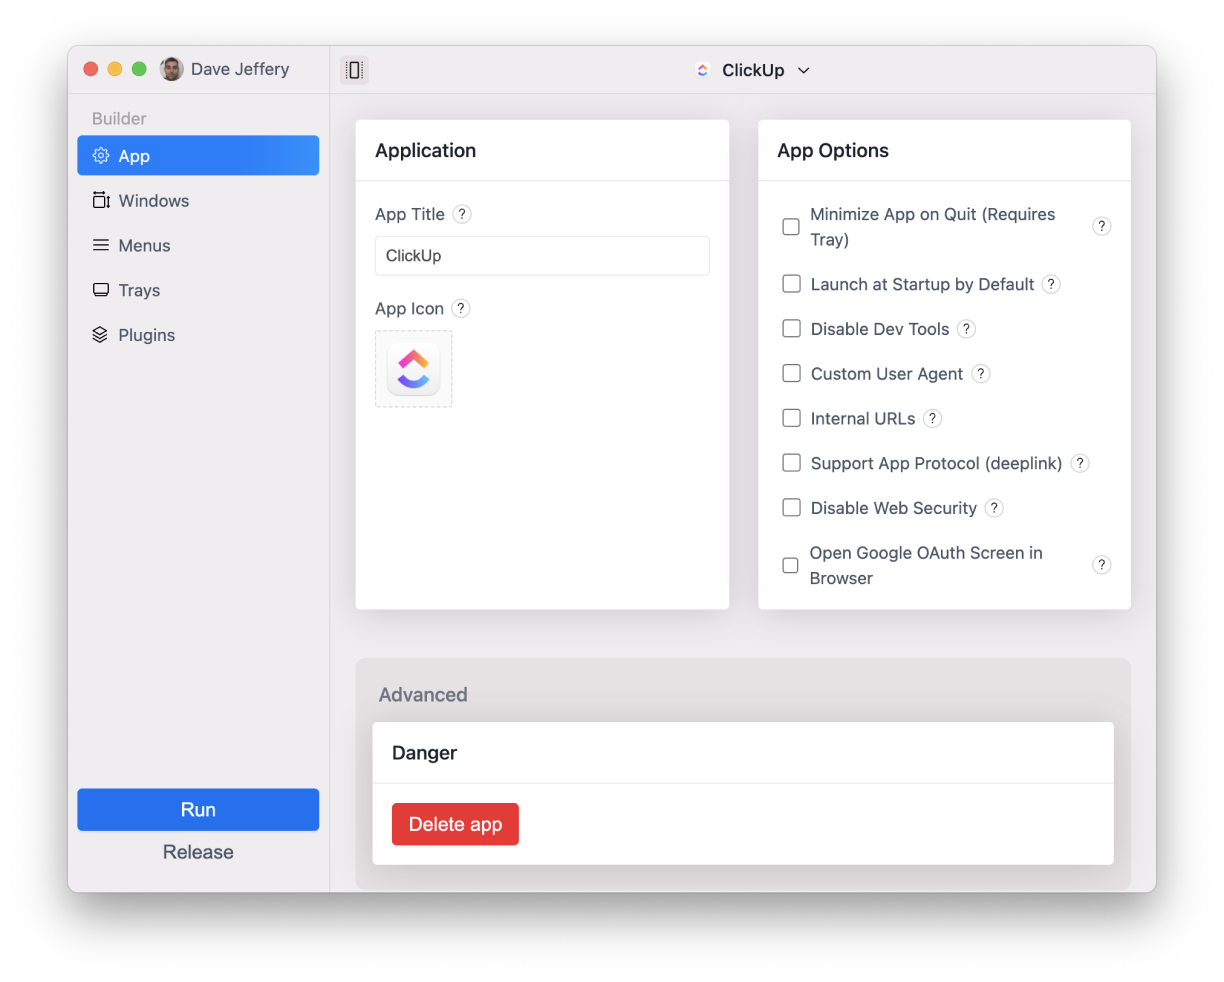 Dave Jeffery
ClickUp
Builder
App
Windows
Menus
Trays
Plugins
Run
Release
Application
App Title ?
ClickUp
App Icon ?
App Options
Minimize App on Quit (Requires
Tray) ?
Launch at Startup by Default ?
Disable Dev Tools ?
Custom User Agent ?
Internal URLs ?
Support App Protocol (deeplink) ?
Disable Web Security ?
Open Google OAuth Screen in
Browser ?
Advanced
Danger
Delete app